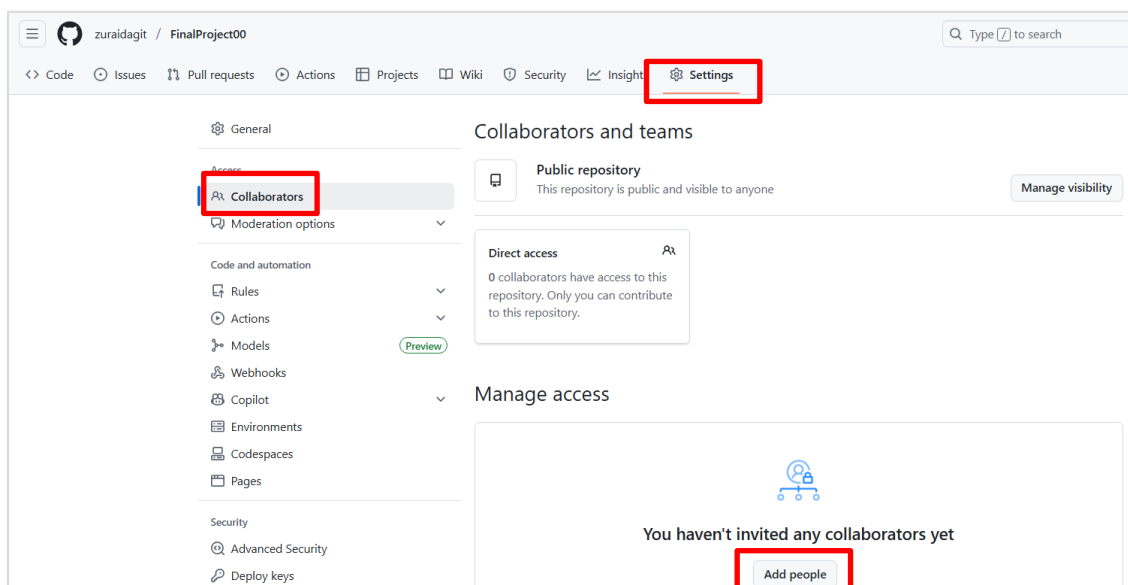 zuraidagit / FinalProject00
Type / to search
Code Issues Pull requests Actions Projects Wiki Security Insight Settings
General
Access
Collaborators
Moderation options
Code and automation
Rules
Actions
Models Preview
Webhooks
Copilot
Environments
Codespaces
Pages
Security
Advanced Security
Deploy keys
Collaborators and teams
Public repository
This repository is public and visible to anyone
Manage visibility
Direct access
0 collaborators have access to this
repository. Only you can contribute
to this repository.
Manage access
You haven't invited any collaborators yet
Add people